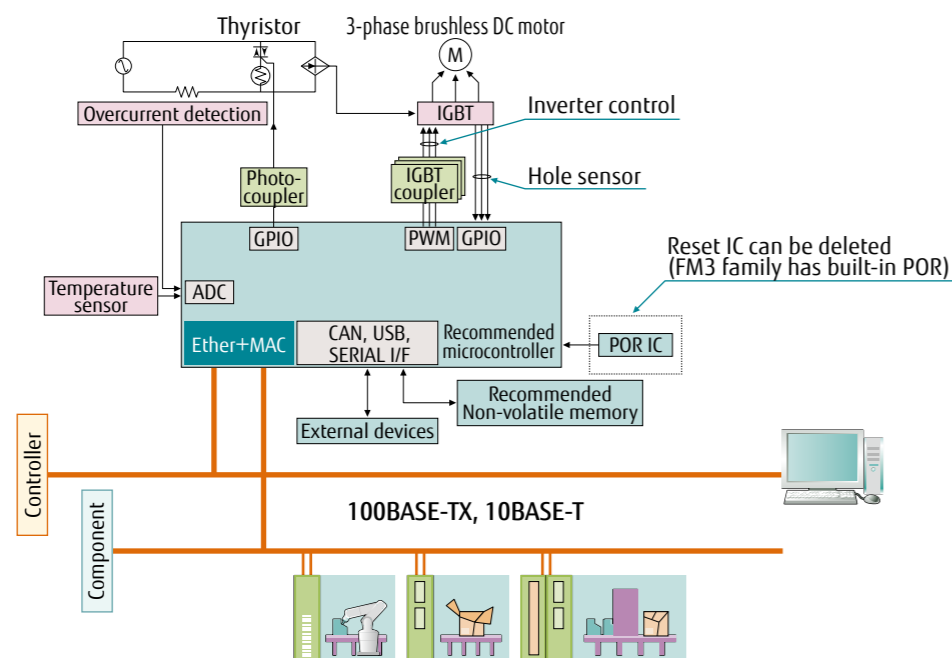 Thyristor
3-phase brushless DC motor
M
Overcurrent detection
IGBT
Inverter control
Photo-
coupler
IGBT
coupler
Hole sensor
GPIO
PWM
GPIO
Reset IC can be deleted
(FM3 family has built-in POR)
Temperature
sensor
ADC
Ether+MAC
CAN, USB,
SERIAL I/F
Recommended
microcontroller
POR IC
External devices
Recommended
Non-volatile memory
Controller
Component
100BASE-TX, 10BASE-T